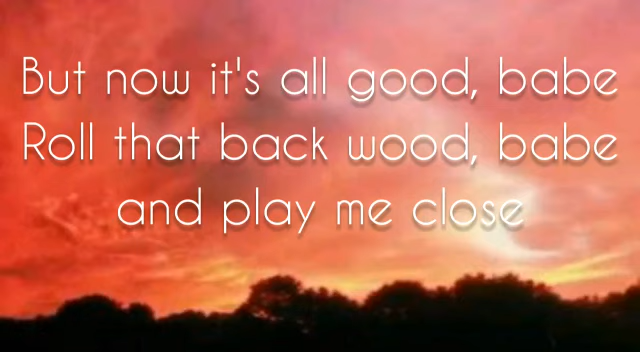 But now it's all good, babe
Roll that back wood, babe
and play me close